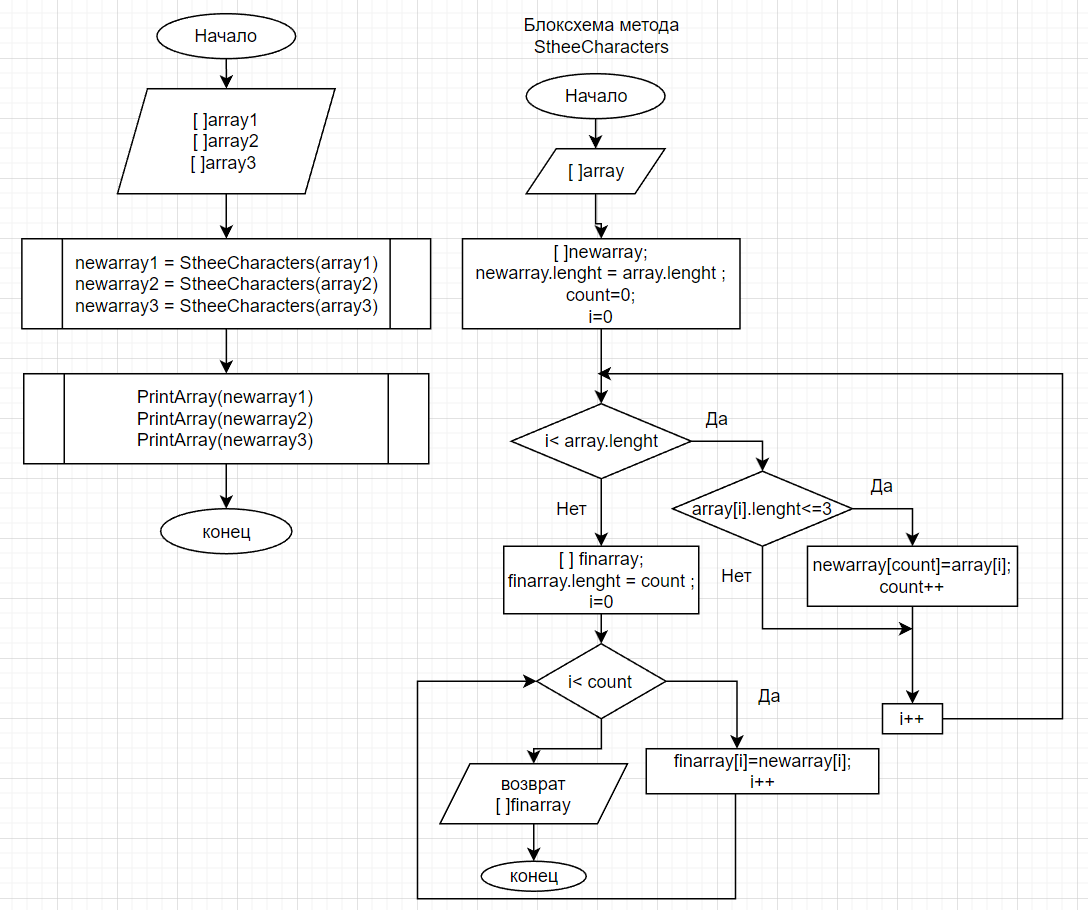 Начало
[ ]array1
[ ]array2
[ ]array3
newarray1 = StheeCharacters(array1)
newarray2 = StheeCharacters(array2)
newarray3 = StheeCharacters(array3)
PrintArray(newarray1)
PrintArray(newarray2)
PrintArray(newarray3)
конец
Блоксхема метода
StheeCharacters
Начало
[ ]array
[ ]newarray;
newarray.lenght = array.lenght ;
count=0;
i=0
i< array.lenght
Да
array[i].lenght<=3
Да
newarray[count]=array[i];
count++
Нет
i++
Нет
[ ] finarray;
finarray.lenght = count ;
i=0
i< count
Да
finarray[i]=newarray[i];
i++
возврат
[ ]finarray
конец